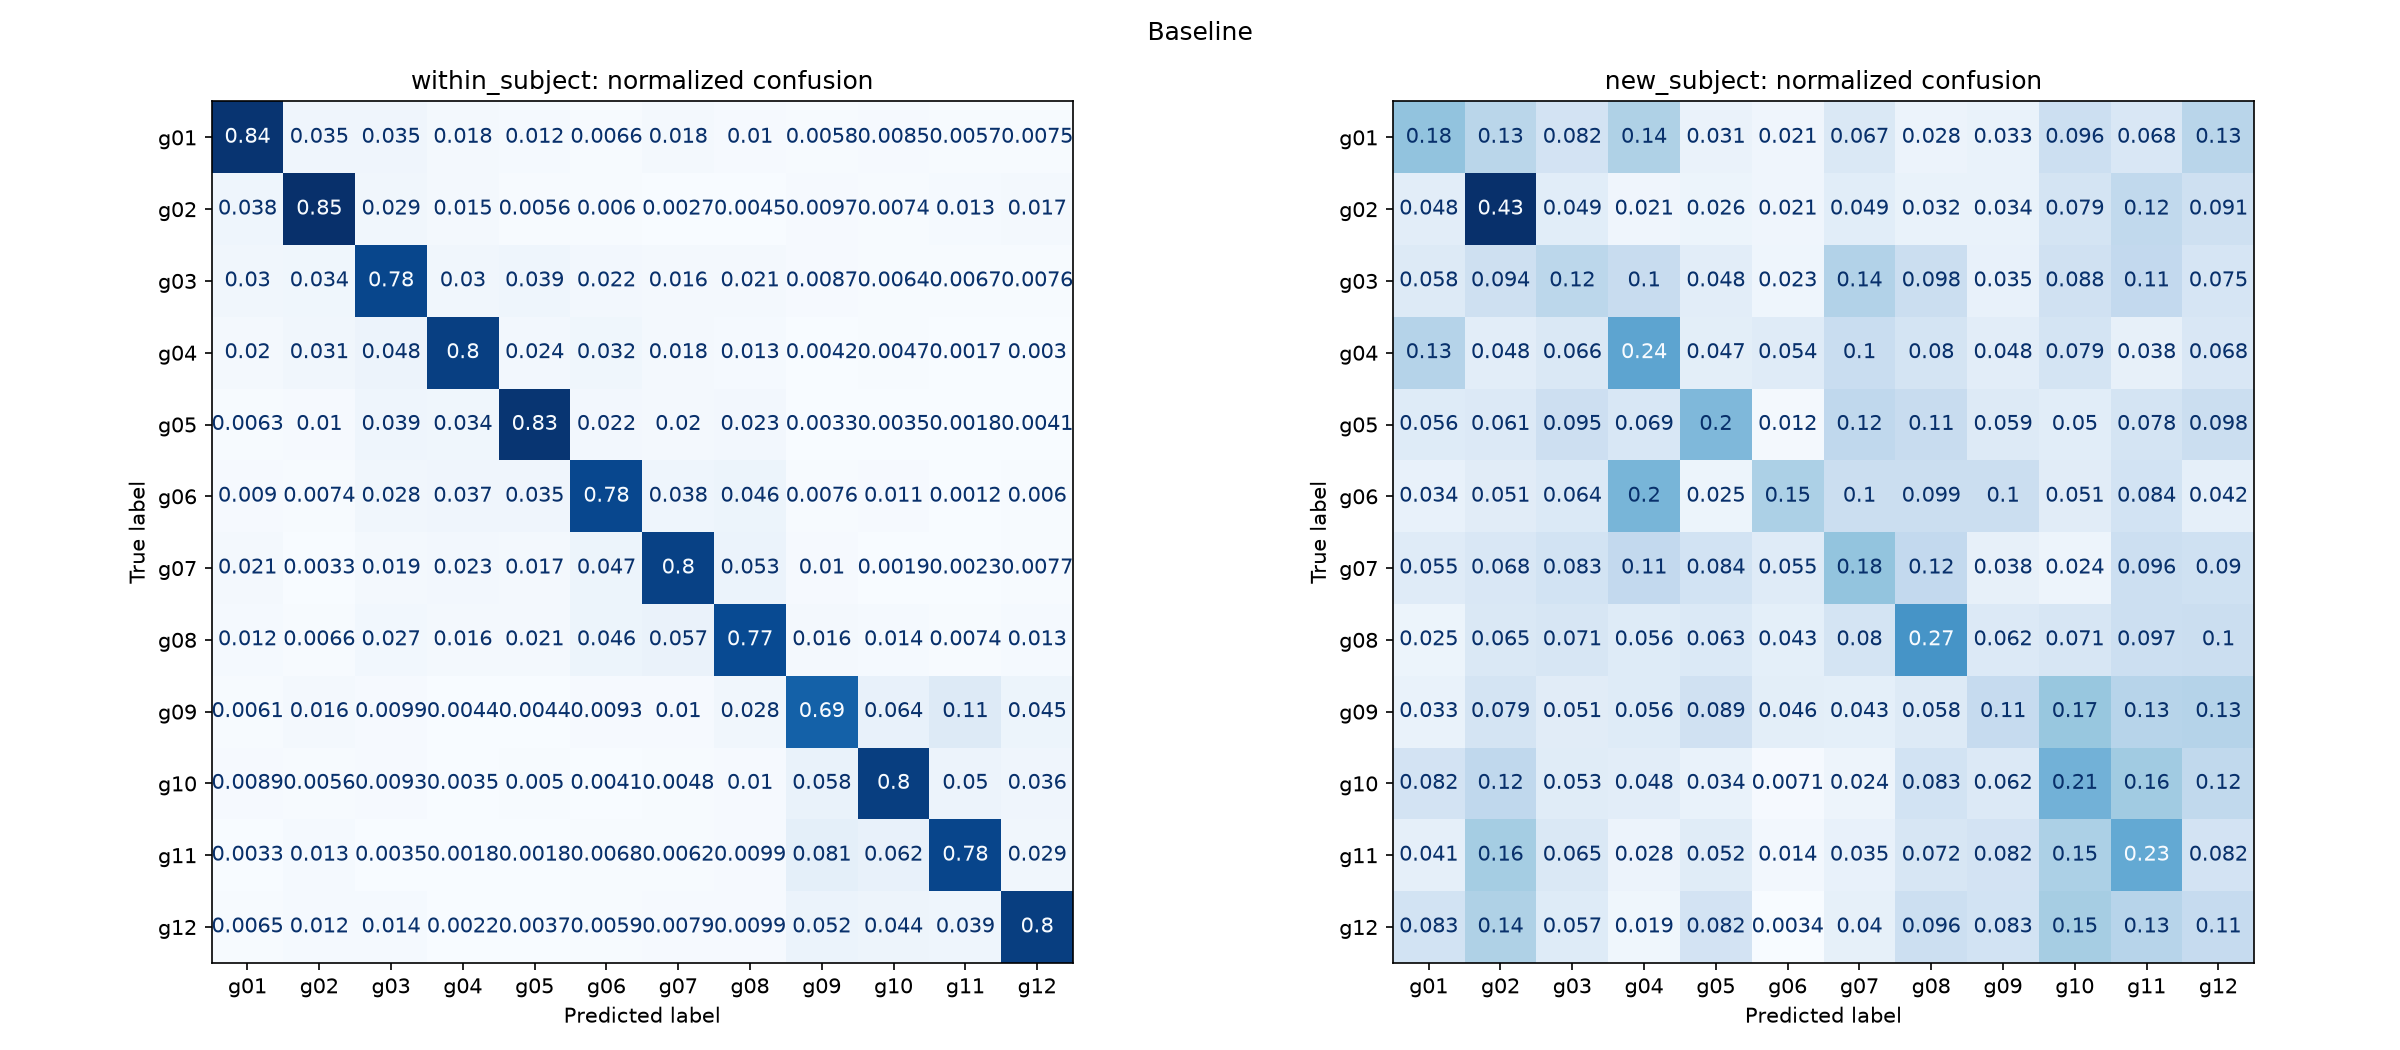 Baseline
within_subject: normalized confusion
g01 0.84 0.035 0.035 0.018 0.012 0.0066 0.018 0.01 0.0058 0.0085 0.0057 0.0075
g02 0.038 0.85 0.029 0.015 0.0056 0.006 0.0027 0.0045 0.0097 0.0074 0.013 0.017
g03 0.03 0.034 0.78 0.03 0.039 0.022 0.016 0.021 0.0087 0.0064 0.0067 0.0076
g04 0.02 0.031 0.048 0.8 0.024 0.032 0.018 0.013 0.0042 0.0047 0.0017 0.003
g05 0.0063 0.01 0.039 0.034 0.83 0.022 0.02 0.023 0.0033 0.0035 0.0018 0.0041
g06 0.009 0.0074 0.028 0.037 0.035 0.78 0.038 0.046 0.0076 0.011 0.0012 0.006
g07 0.021 0.0033 0.019 0.023 0.017 0.047 0.8 0.053 0.01 0.0019 0.0023 0.0077
g08 0.012 0.0066 0.027 0.016 0.021 0.046 0.057 0.77 0.016 0.014 0.0074 0.013
g09 0.0061 0.016 0.0099 0.0044 0.0044 0.0093 0.01 0.028 0.69 0.064 0.11 0.045
g10 0.0089 0.0056 0.0093 0.0035 0.005 0.0041 0.0048 0.01 0.058 0.8 0.05 0.036
g11 0.0033 0.013 0.0035 0.0018 0.0018 0.0068 0.0062 0.0099 0.081 0.062 0.78 0.029
g12 0.0065 0.012 0.014 0.0022 0.0037 0.0059 0.0079 0.0099 0.052 0.044 0.039 0.8
g01 g02 g03 g04 g05 g06 g07 g08 g09 g10 g11 g12
Predicted label
True label
new_subject: normalized confusion
g01 0.18 0.13 0.082 0.14 0.031 0.021 0.067 0.028 0.033 0.096 0.068 0.13
g02 0.048 0.43 0.049 0.021 0.026 0.021 0.049 0.032 0.034 0.079 0.12 0.091
g03 0.058 0.094 0.12 0.1 0.048 0.023 0.14 0.098 0.035 0.088 0.11 0.075
g04 0.13 0.048 0.066 0.24 0.047 0.054 0.1 0.08 0.048 0.079 0.038 0.068
g05 0.056 0.061 0.095 0.069 0.2 0.012 0.12 0.11 0.059 0.05 0.078 0.098
g06 0.034 0.051 0.064 0.2 0.025 0.15 0.1 0.099 0.1 0.051 0.084 0.042
g07 0.055 0.068 0.083 0.11 0.084 0.055 0.18 0.12 0.038 0.024 0.096 0.09
g08 0.025 0.065 0.071 0.056 0.063 0.043 0.08 0.27 0.062 0.071 0.097 0.1
g09 0.033 0.079 0.051 0.056 0.089 0.046 0.043 0.058 0.11 0.17 0.13 0.13
g10 0.082 0.12 0.053 0.048 0.034 0.0071 0.024 0.083 0.062 0.21 0.16 0.12
g11 0.041 0.16 0.065 0.028 0.052 0.014 0.035 0.072 0.082 0.15 0.23 0.082
g12 0.083 0.14 0.057 0.019 0.082 0.0034 0.04 0.096 0.083 0.15 0.13 0.11
g01 g02 g03 g04 g05 g06 g07 g08 g09 g10 g11 g12
Predicted label
True label